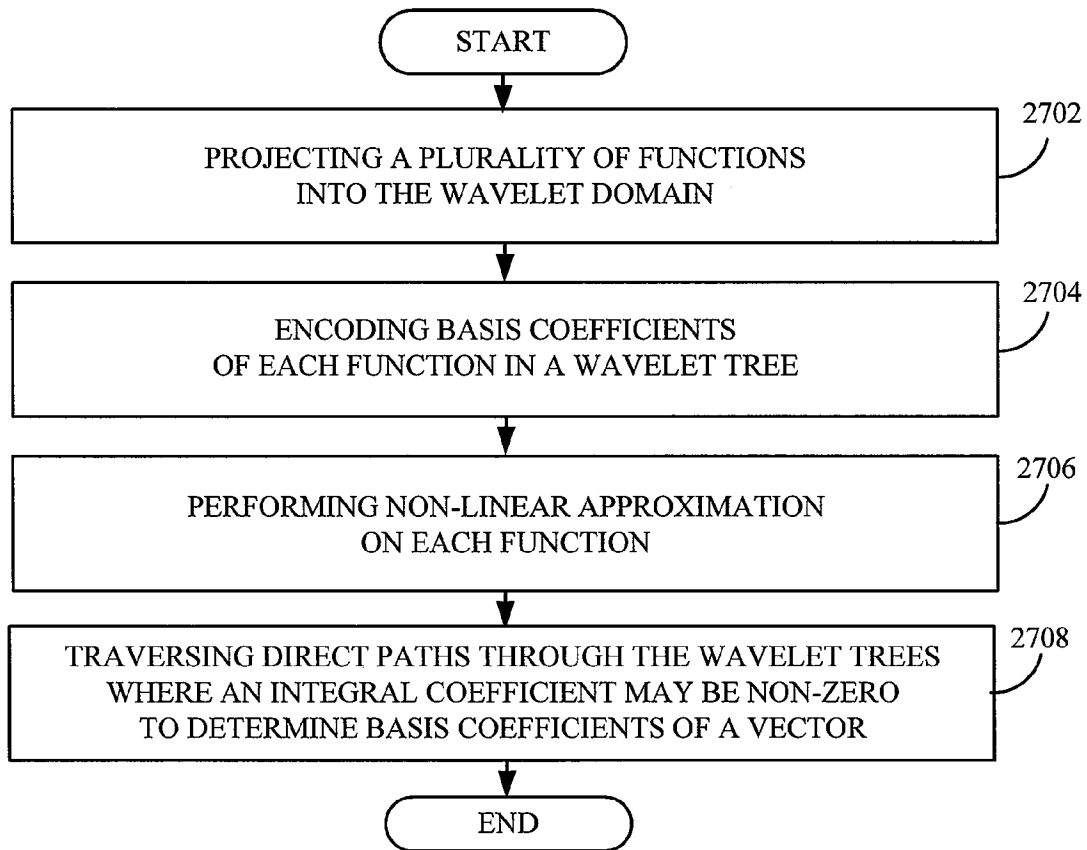 START
2702
PROJECTING A PLURALITY OF FUNCTIONS
INTO THE WAVELET DOMAIN
2704
ENCODING BASIS COEFFICIENTS
OF EACH FUNCTION IN A WAVELET TREE
2706
PERFORMING NON-LINEAR APPROXIMATION
ON EACH FUNCTION
2708
TRAVERSING DIRECT PATHS THROUGH THE WAVELET TREES
WHERE AN INTEGRAL COEFFICIENT MAY BE NON-ZERO
TO DETERMINE BASIS COEFFICIENTS OF A VECTOR
END